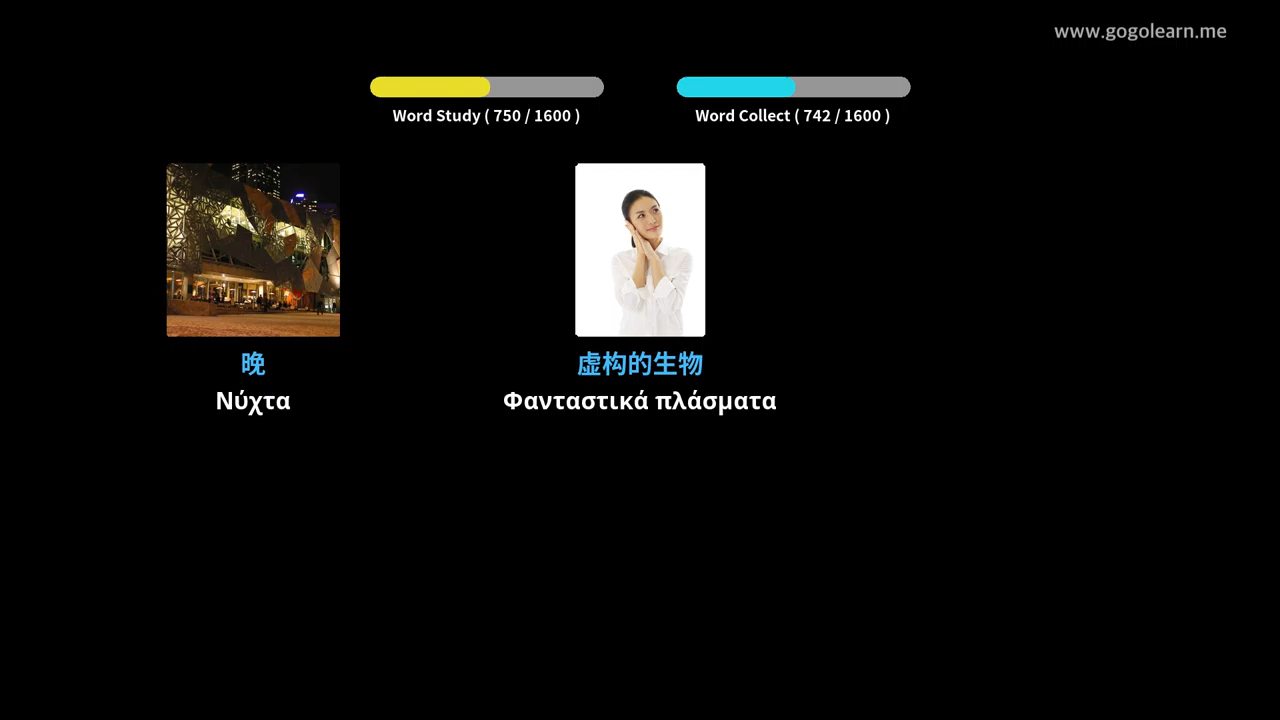 www.gogolearn.me
Word Study ( 750 / 1600 )
Word Collect ( 742 / 1600 )
晚
Νύχτα
虚构的生物
Φανταστικά πλάσματα